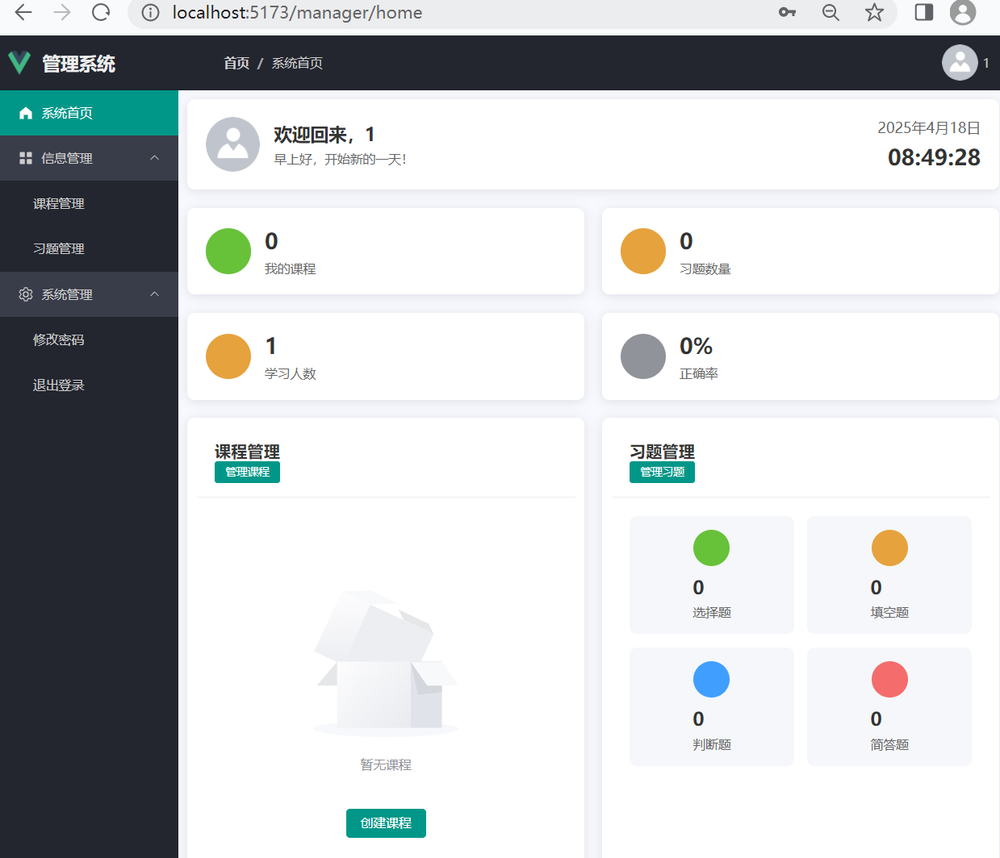 localhost:5173/manager/home
管理系统
首页 / 系统首页
1
系统首页
信息管理
课程管理
习题管理
系统管理
修改密码
退出登录
欢迎回来，1
早上好，开始新的一天！
2025年4月18日
08:49:28
0
我的课程
0
习题数量
1
学习人数
0%
正确率
课程管理
管理课程
暂无课程
创建课程
习题管理
管理习题
0
选择题
0
填空题
0
判断题
0
简答题